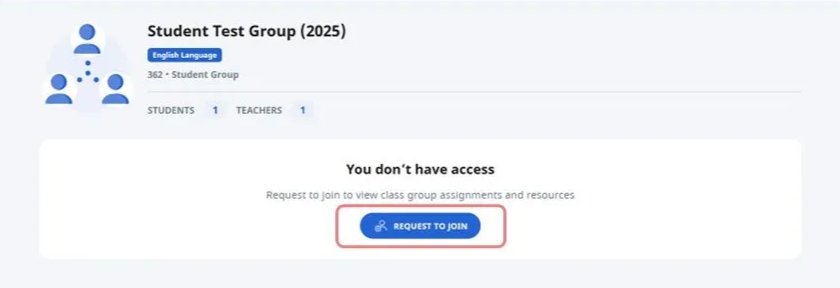 Student Test Group (2025)
English Language
362 • Student Group
STUDENTS 1 TEACHERS 1
You don't have access
Request to join to view class group assignments and resources
REQUEST TO JOIN